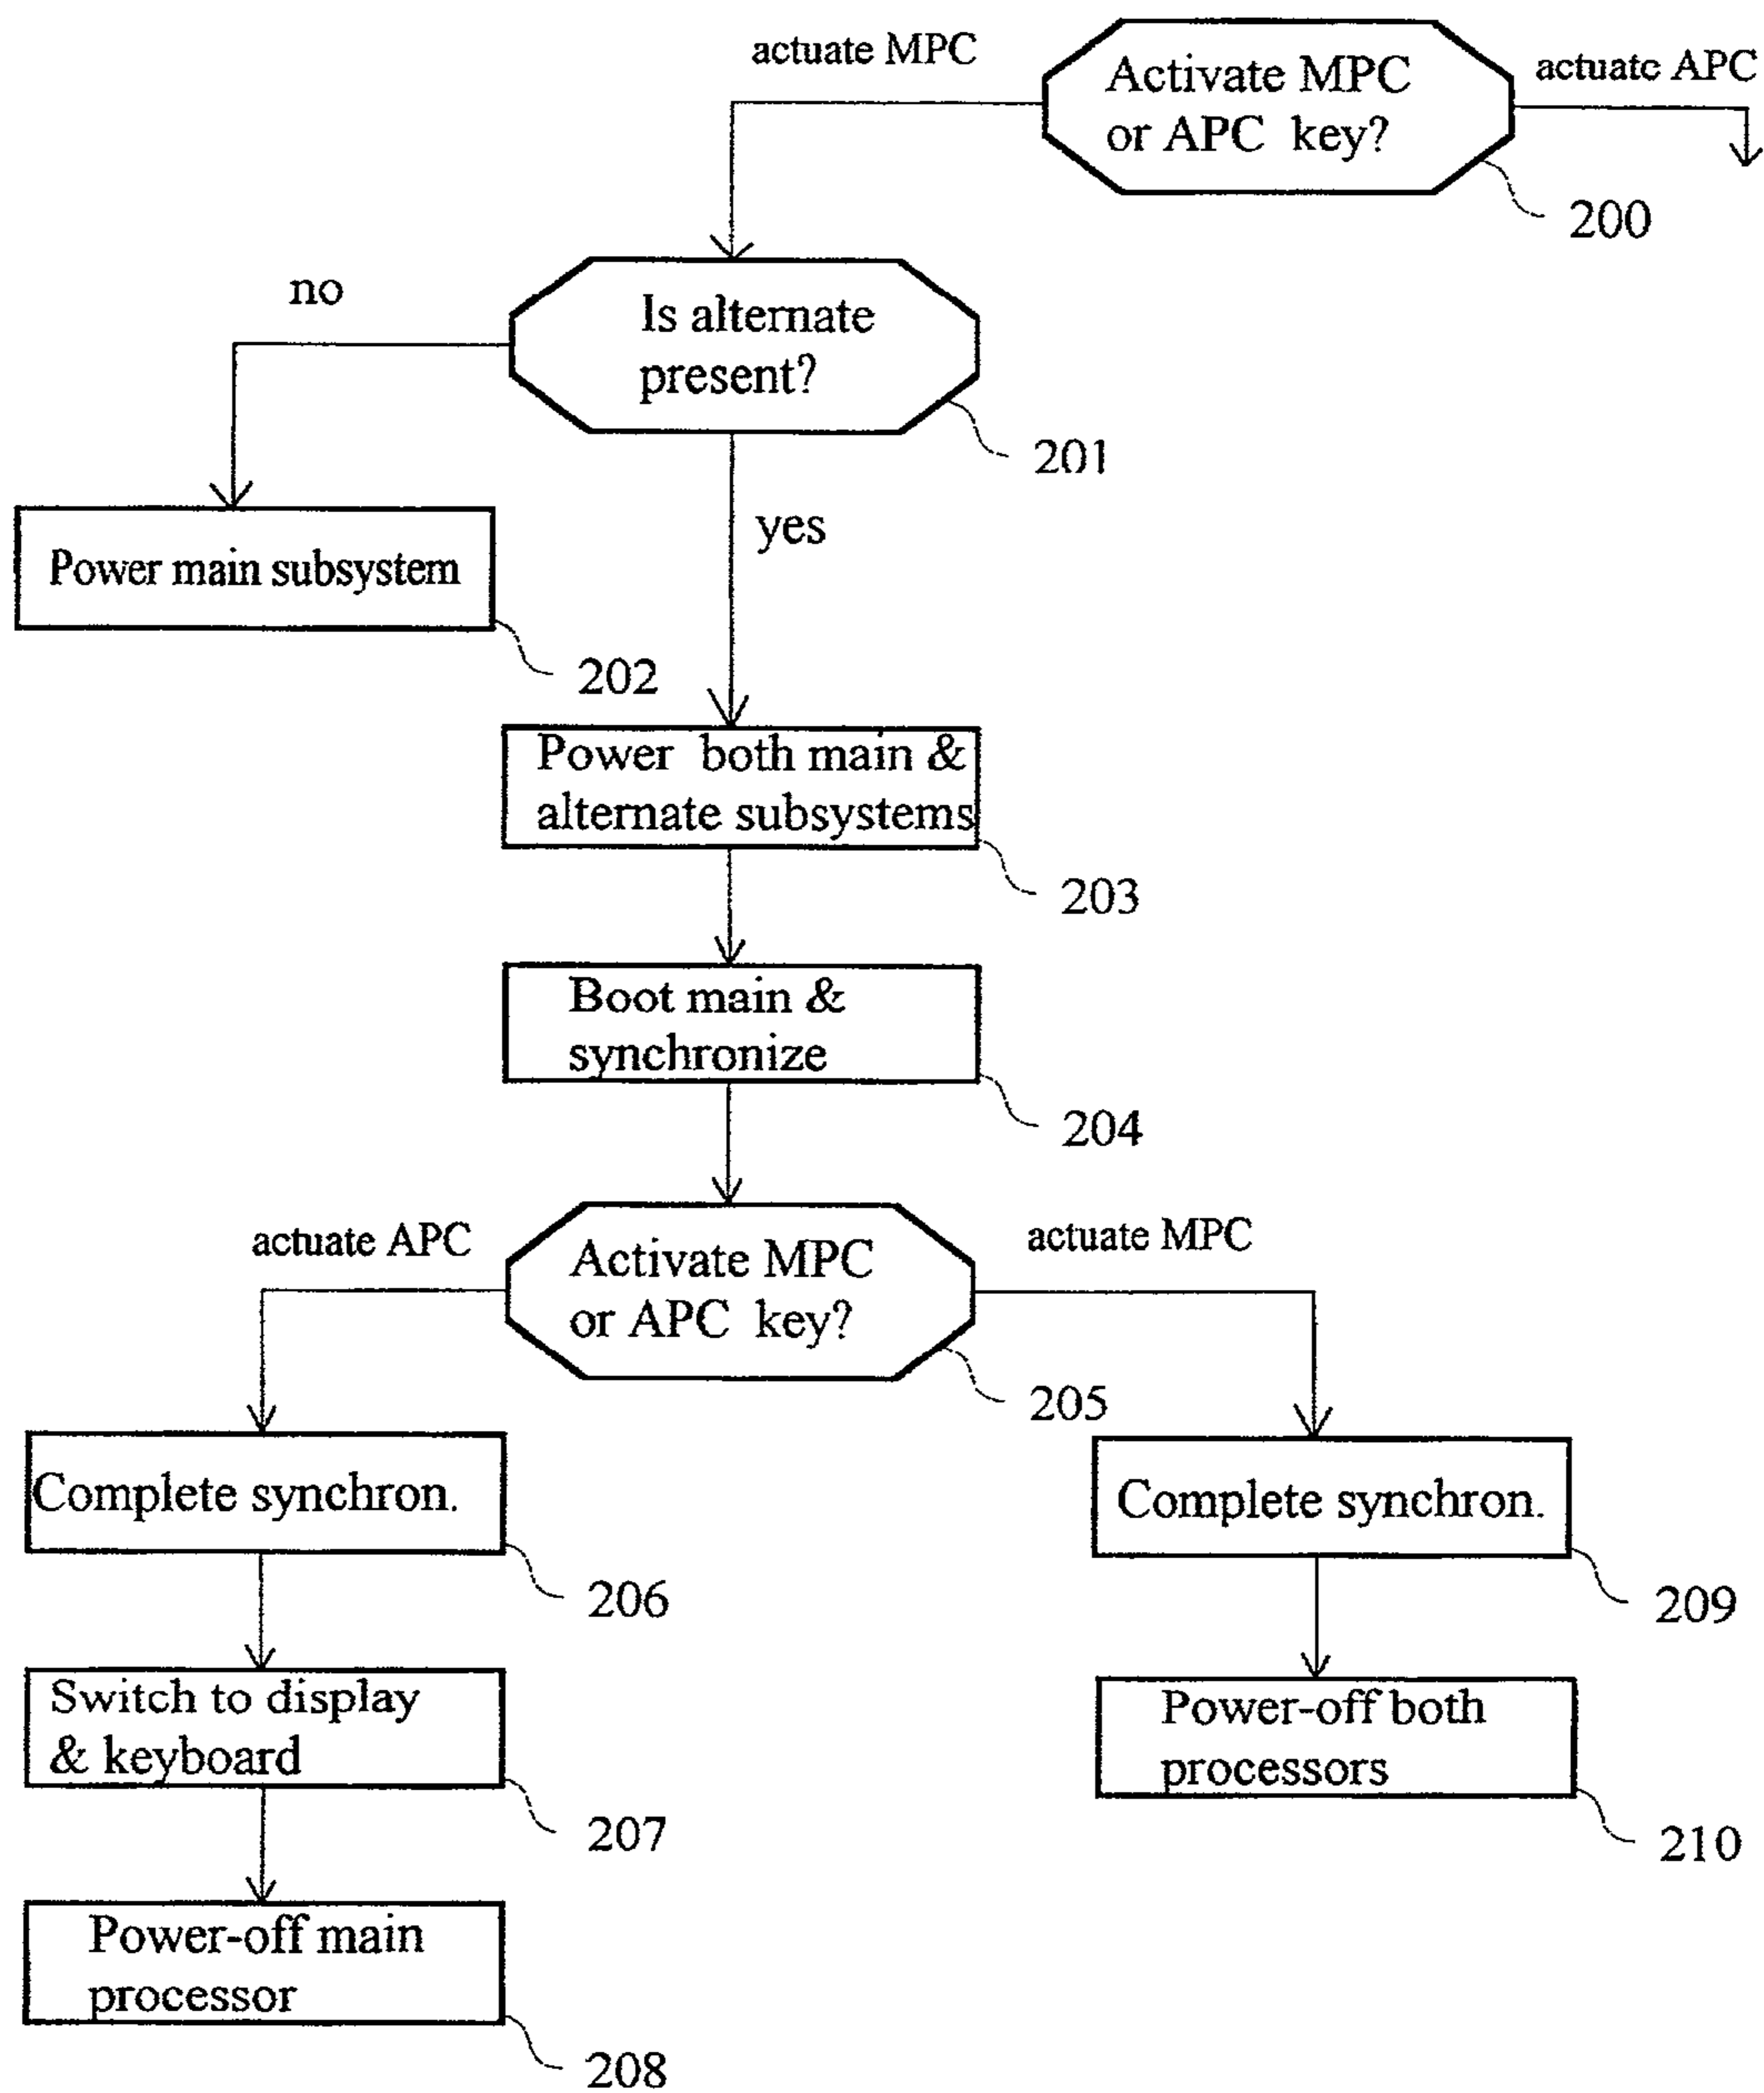 actuate MPC
Activate MPC
or APC key?
actuate APC
200
no
Is alternate
present?
201
yes
Power main subsystem
202
Power both main &
alternate subsystems
203
Boot main &
synchronize
204
actuate APC
Activate MPC
or APC key?
actuate MPC
205
Complete synchron.
206
Complete synchron.
209
Switch to display
& keyboard
207
Power-off both
processors
210
Power-off main
processor
208